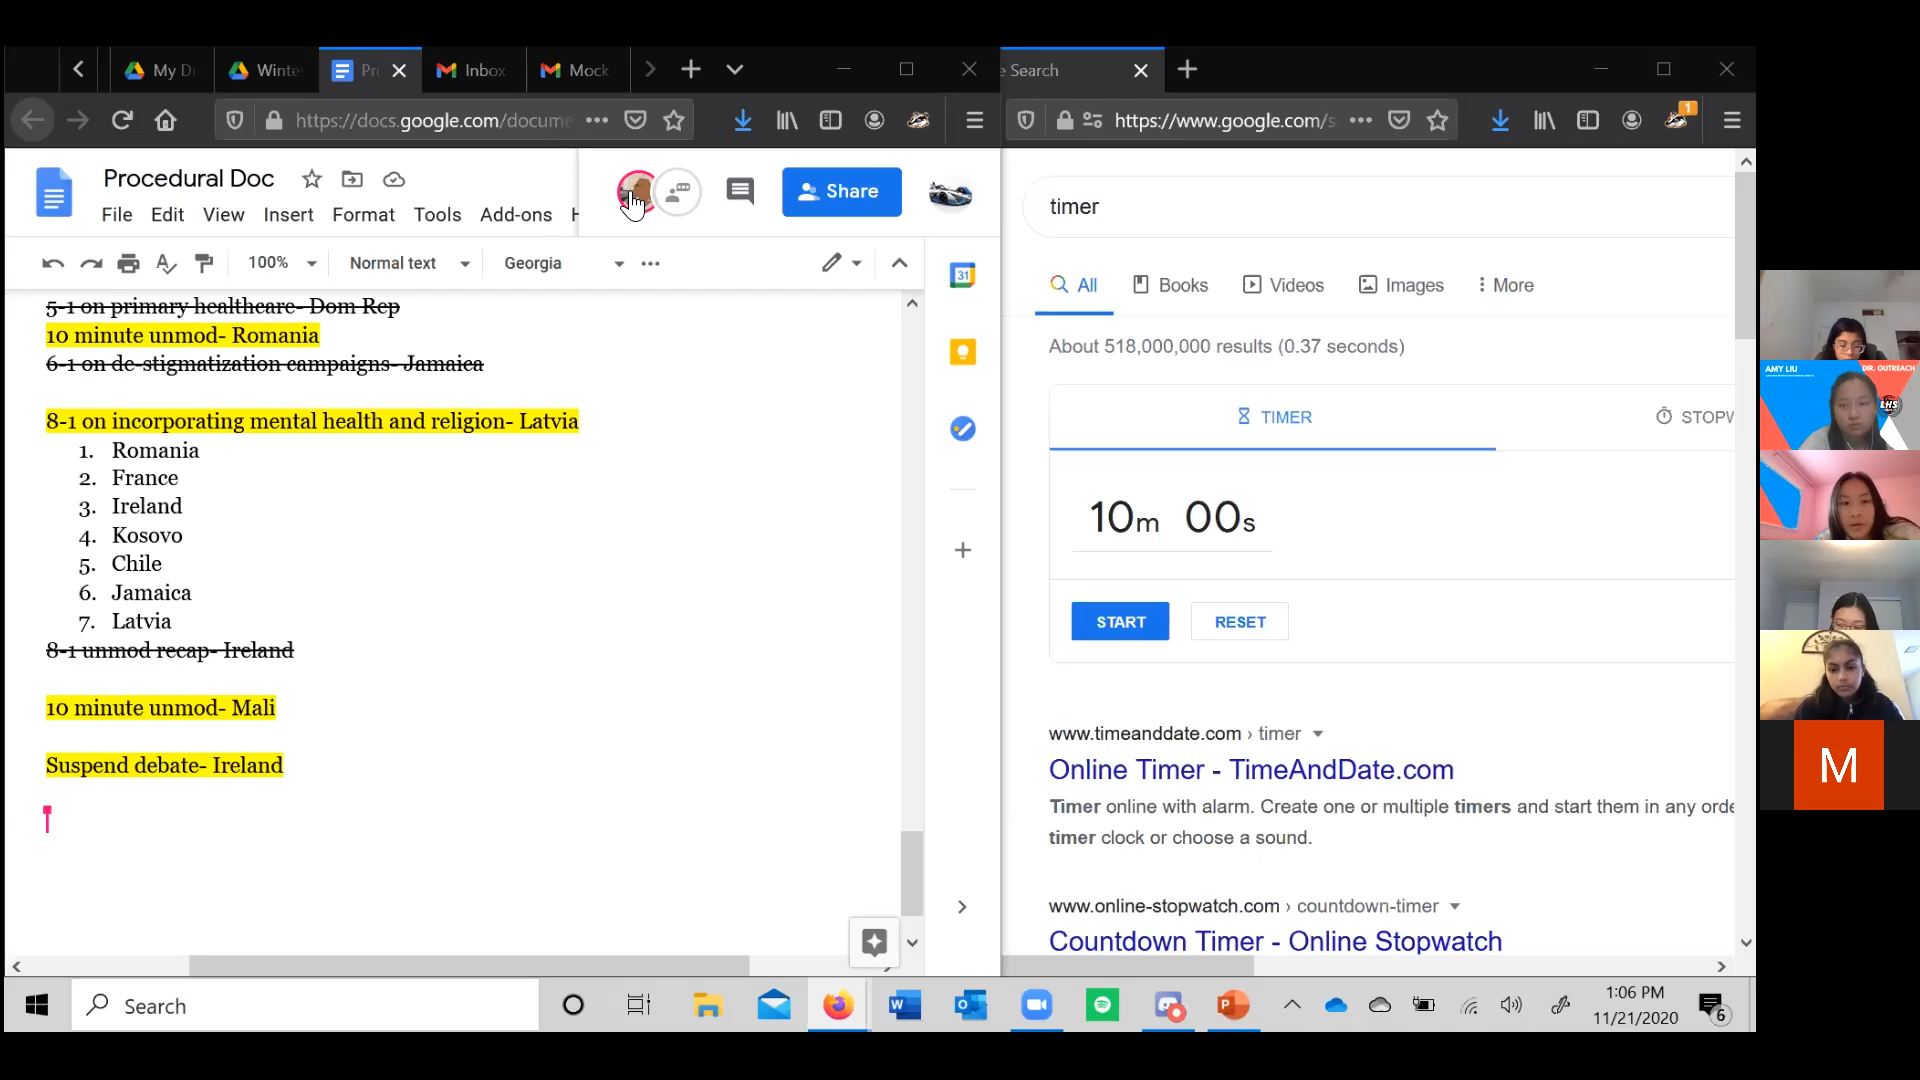 My D
Winte
Pr
Inbox
Mock
https://docs.google.com/docume
Procedural Doc
File Edit View Insert Format Tools Add-ons
Share
100% Normal text Georgia
31
5-1 on primary healthcare- Dom Rep
10 minute unmod- Romania
6-1 on de-stigmatization campaigns- Jamaica
8-1 on incorporating mental health and religion- Latvia
1. Romania
2. France
3. Ireland
4. Kosovo
5. Chile
6. Jamaica
7. Latvia
8-1 unmod recap- Ireland
10 minute unmod- Mali
Suspend debate- Ireland
e Search
https://www.google.com/s
1
timer
All Books Videos Images More
About 518,000,000 results (0.37 seconds)
TIMER
STOPW
10m 00s
START RESET
www.timeanddate.com › timer
Online Timer - TimeAndDate.com
Timer online with alarm. Create one or multiple timers and start them in any orde
timer clock or choose a sound.
www.online-stopwatch.com › countdown-timer
Countdown Timer - Online Stopwatch
AMY LIU
DIR. OUTREACH
LHS
M
Search
1:06 PM
11/21/2020
6